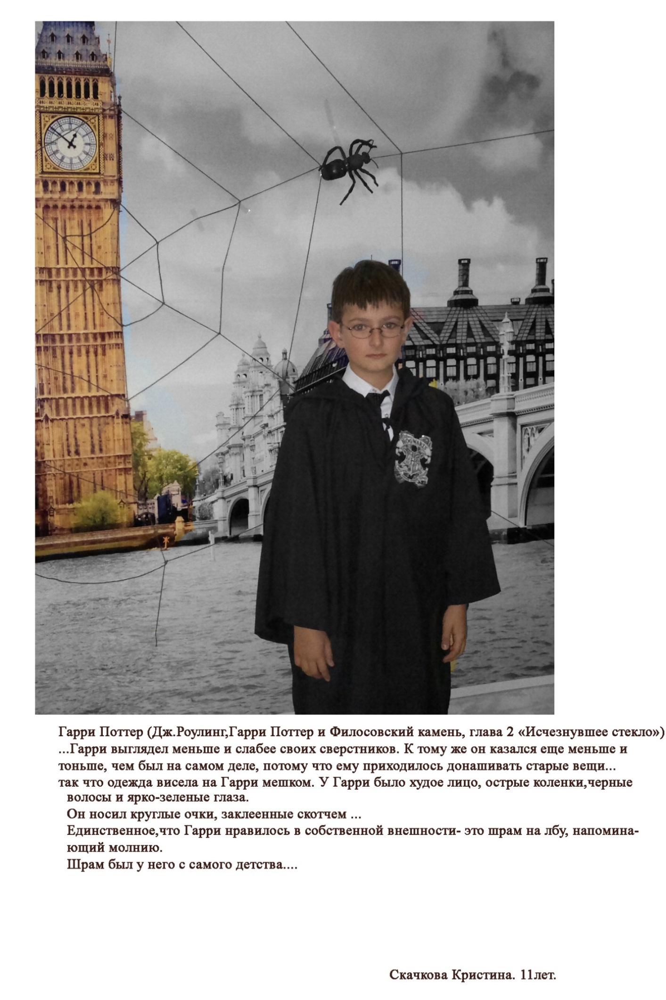 HOGWARTS
Гарри Поттер (Дж.Роулинг,Гарри Поттер и Филосовский камень, глава 2 «Исчезнувшее стекло»)
...Гарри выглядел меньше и слабее своих сверстников. К тому же он казался еще меньше и
тоньше, чем был на самом деле, потому что ему приходилось донашивать старые вещи...
так что одежда висела на Гарри мешком. У Гарри было худое лицо, острые коленки,черные
волосы и ярко-зеленые глаза.
Он носил круглые очки, заклеенные скотчем ...
Единственное,что Гарри нравилось в собственной внешности- это шрам на лбу, напомина-
ющий молнию.
Шрам был у него с самого детства....
Скачкова Кристина. 11лет.